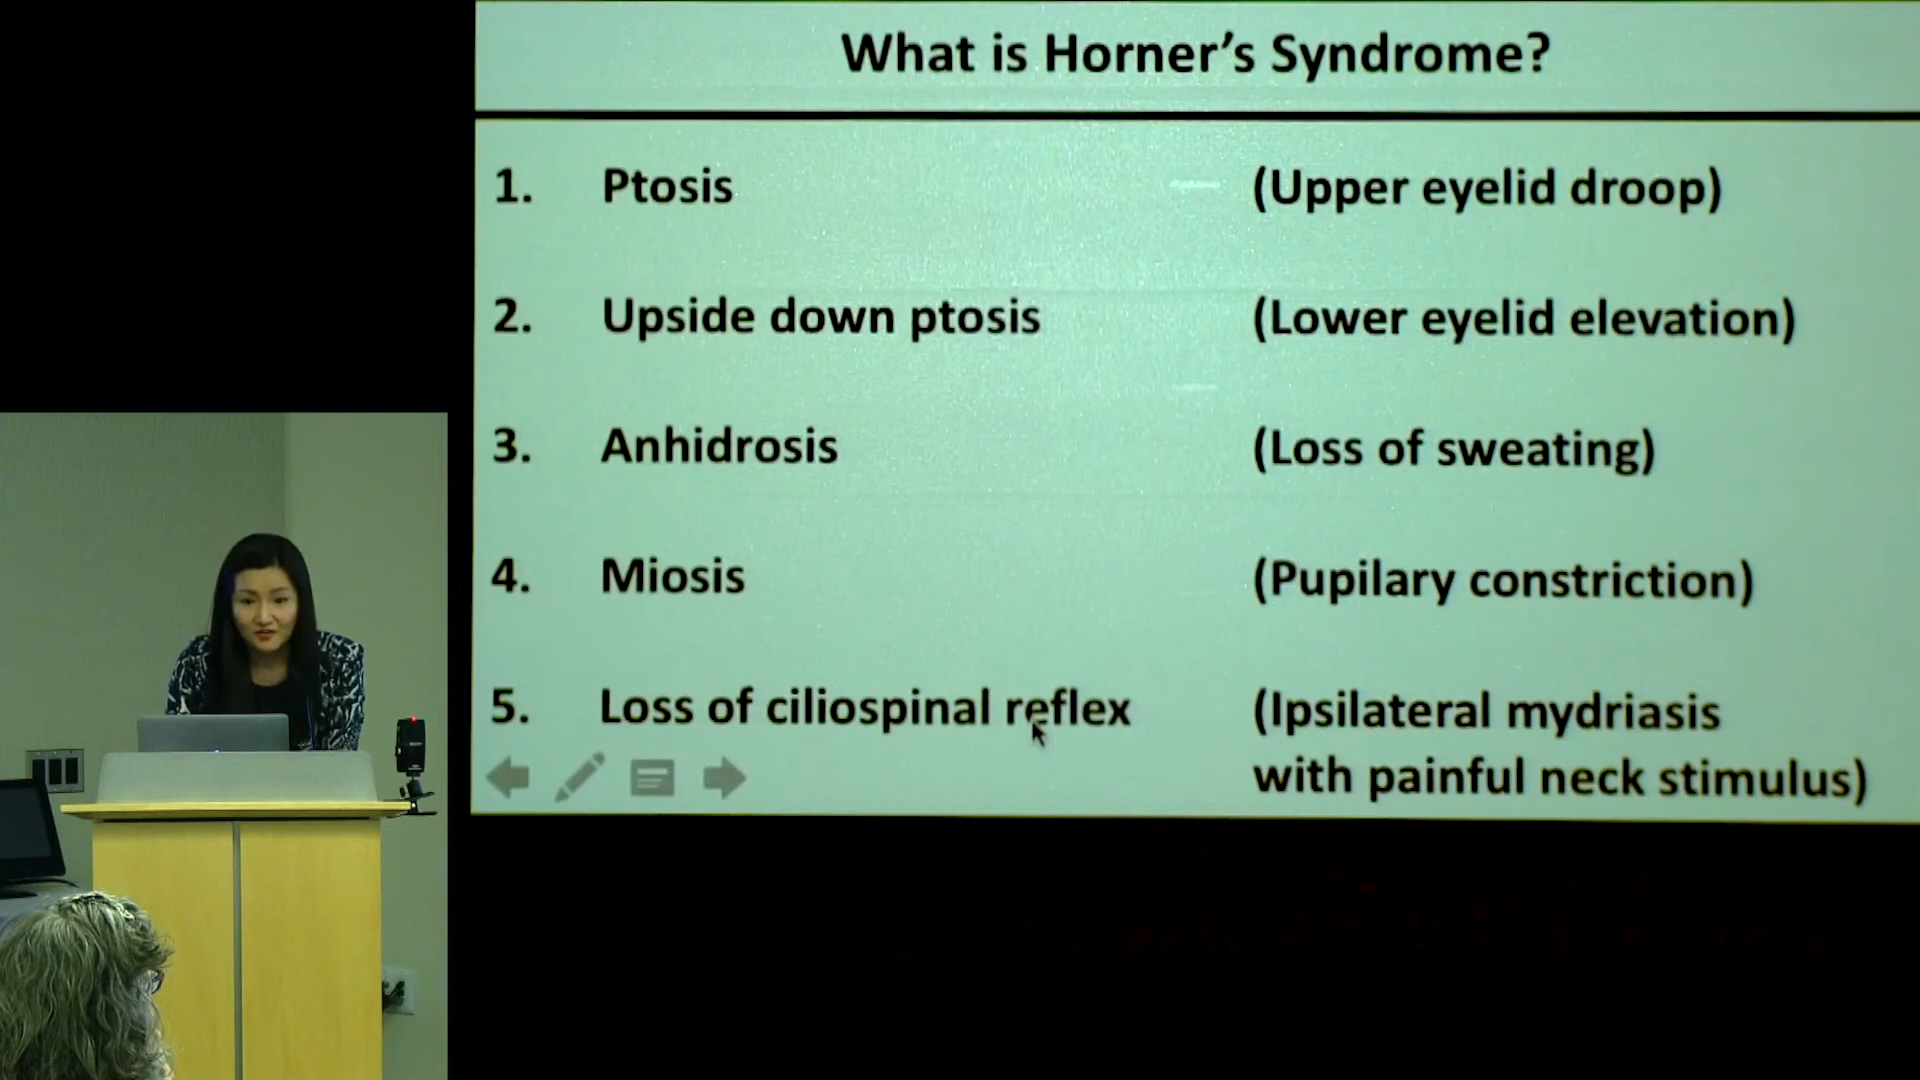 What is Horner’s Syndrome?
1. Ptosis (Upper eyelid droop)
2. Upside down ptosis (Lower eyelid elevation)
3. Anhidrosis (Loss of sweating)
4. Miosis (Pupilary constriction)
5. Loss of ciliospinal reflex (Ipsilateral mydriasis
with painful neck stimulus)